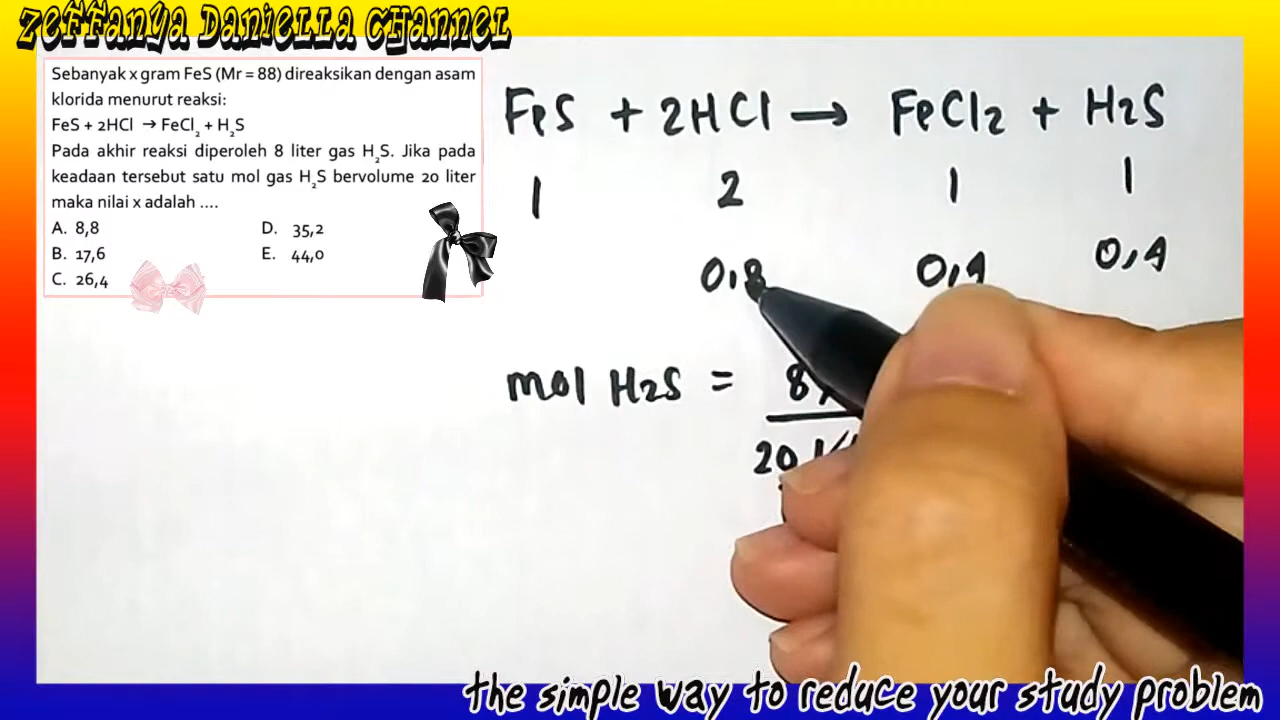 ZEFFANYA DANIELLA CHANNEL
Sebanyak x gram FeS (Mr = 88) direaksikan dengan asam
klorida menurut reaksi:
FeS + 2HCl → FeCl₂ + H₂S
Pada akhir reaksi diperoleh 8 liter gas H₂S. Jika pada
keadaan tersebut satu mol gas H₂S bervolume 20 liter
maka nilai x adalah ....
A. 8,8
D. 35,2
B. 17,6
E. 44,0
C. 26,4
FeS + 2HCl → FeCl2 + H2S
1 2 1 1
0,8 0,4 0,4
mol H2S = 8
20
the simple way to reduce your study problem